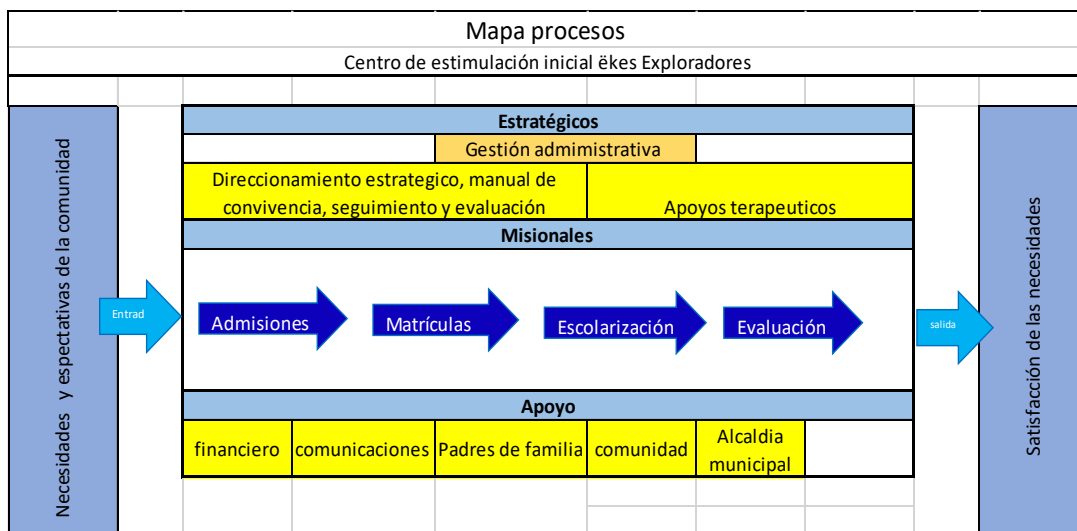 Mapa procesos
Centro de estimulación inicial ëkes Exploradores
Necesidades y espectativas de la comunidad
Entrad
Estratégicos
Gestión admimistrativa
Direccionamiento estrategico, manual de
convivencia, seguimiento y evaluación
Apoyos terapeuticos
Misionales
Admisiones
Matrículas
Escolarización
Evaluación
Apoyo
financiero
comunicaciones
Padres de familia
comunidad
Alcaldia
municipal
salida
Satisfacción de las necesidades